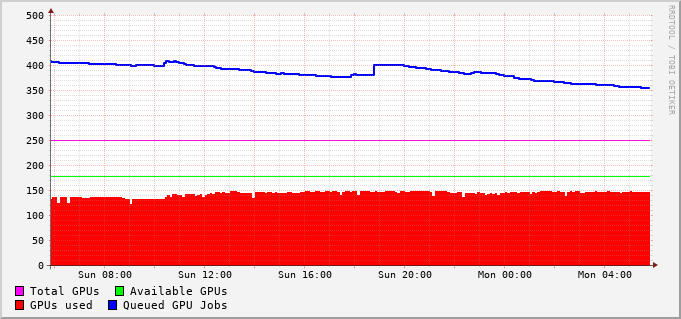 500
450
400
350
300
250
200
150
100
50
0
Sun 08:00 Sun 12:00 Sun 16:00 Sun 20:00 Mon 00:00 Mon 04:00
Total GPUs Available GPUs
GPUs used Queued GPU Jobs
RRDTOOL / TOBI OETIKER